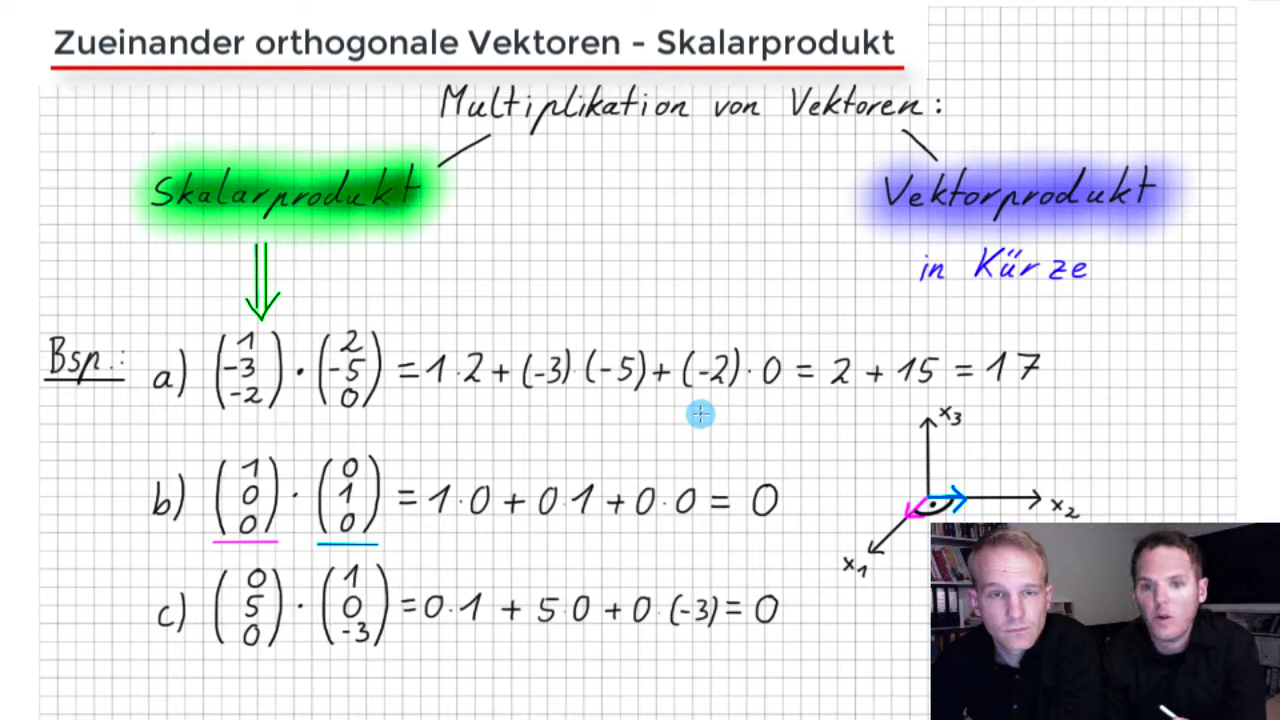 Zueinander orthogonale Vektoren - Skalarprodukt
Multiplikation von Vektoren:
Skalarprodukt
Vektorprodukt
in Kürze
Bsp.:
a) (1 -3 -2) · (2 -5 0) = 1·2 + (-3)·(-5) + (-2)·0 = 2 + 15 = 17
b) (1 0 0) · (0 1 0) = 1·0 + 0·1 + 0·0 = 0
x3
x2
x1
c) (0 5 0) · (1 0 -3) = 0·1 + 5·0 + 0·(-3) = 0